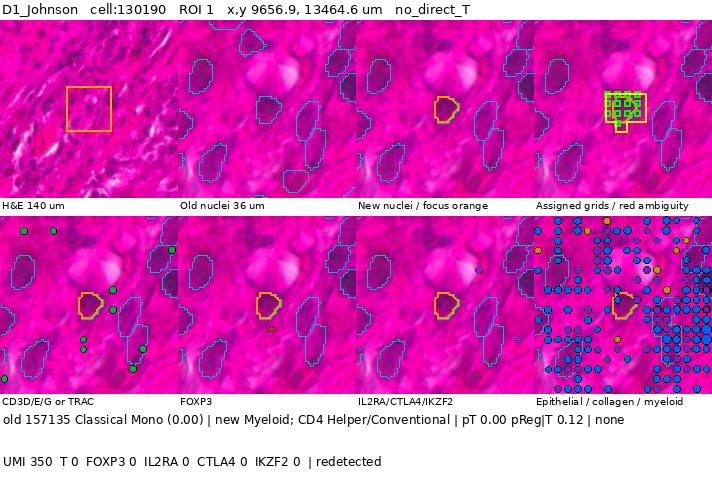 D1_Johnson cell:130190 ROI 1 x,y 9656.9, 13464.6 um no_direct_T
H&E 140 um
Old nuclei 36 um
New nuclei / focus orange
Assigned grids / red ambiguity
CD3D/E/G or TRAC
FOXP3
IL2RA/CTLA4/IKZF2
Epithelial / collagen / myeloid
old 157135 Classical Mono (0.00) | new Myeloid; CD4 Helper/Conventional | pT 0.00 pReg|T 0.12 | none
UMI 350 T 0 FOXP3 0 IL2RA 0 CTLA4 0 IKZF2 0 | redetected